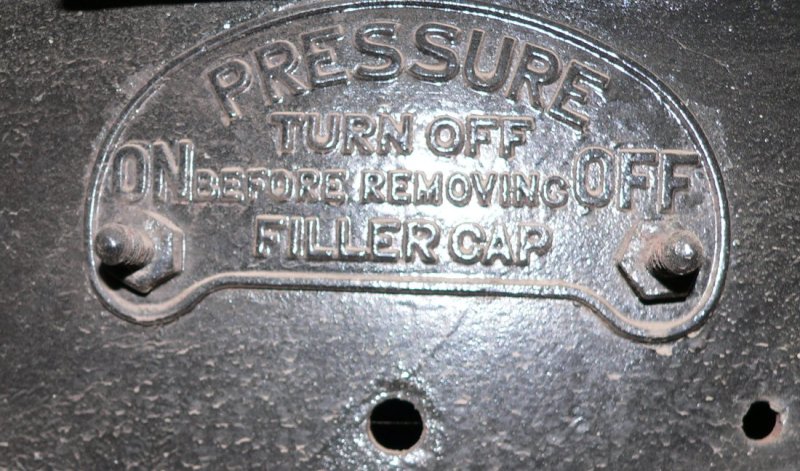 PRESSURE
TURN OFF
ON BEFORE REMOVING OFF
FILLER CAP